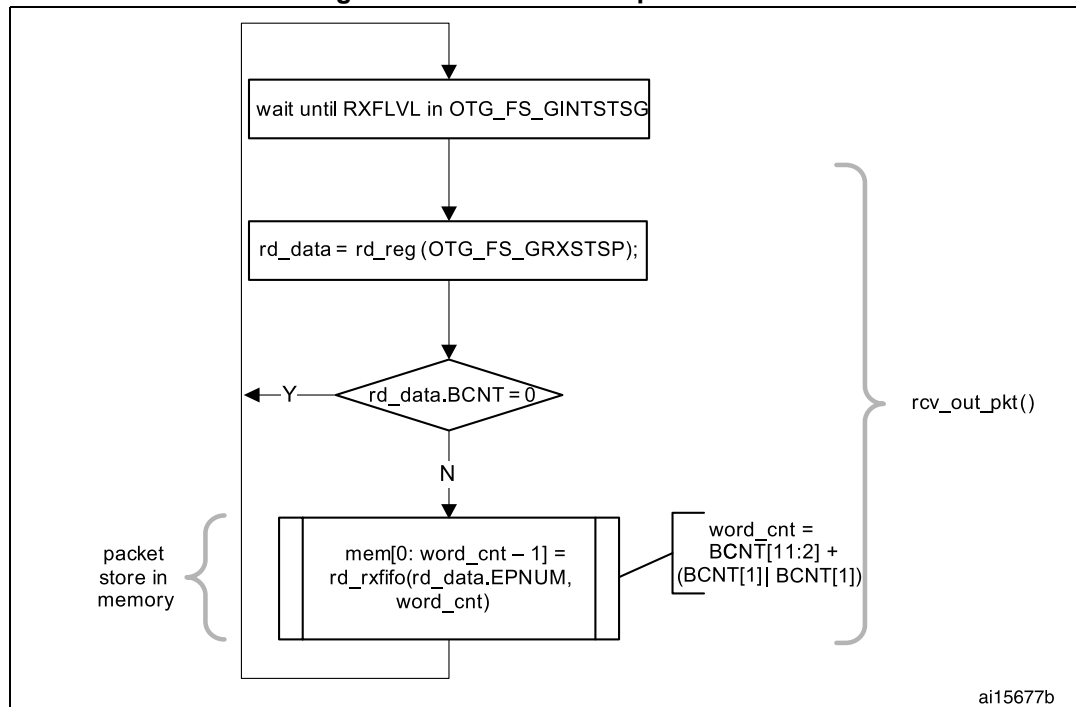 wait until RXFLVL in OTG_FS_GINTSTSG
rd_data = rd_reg (OTG_FS_GRXSTSP);
rd_data.BCNT = 0
Y
N
rcv_out_pkt()
packet
store in
memory
mem[0: word_cnt – 1] =
rd_rxfifo(rd_data.EPNUM,
word_cnt)
word_cnt =
BCNT[11:2] +
(BCNT[1]| BCNT[1])
ai15677b